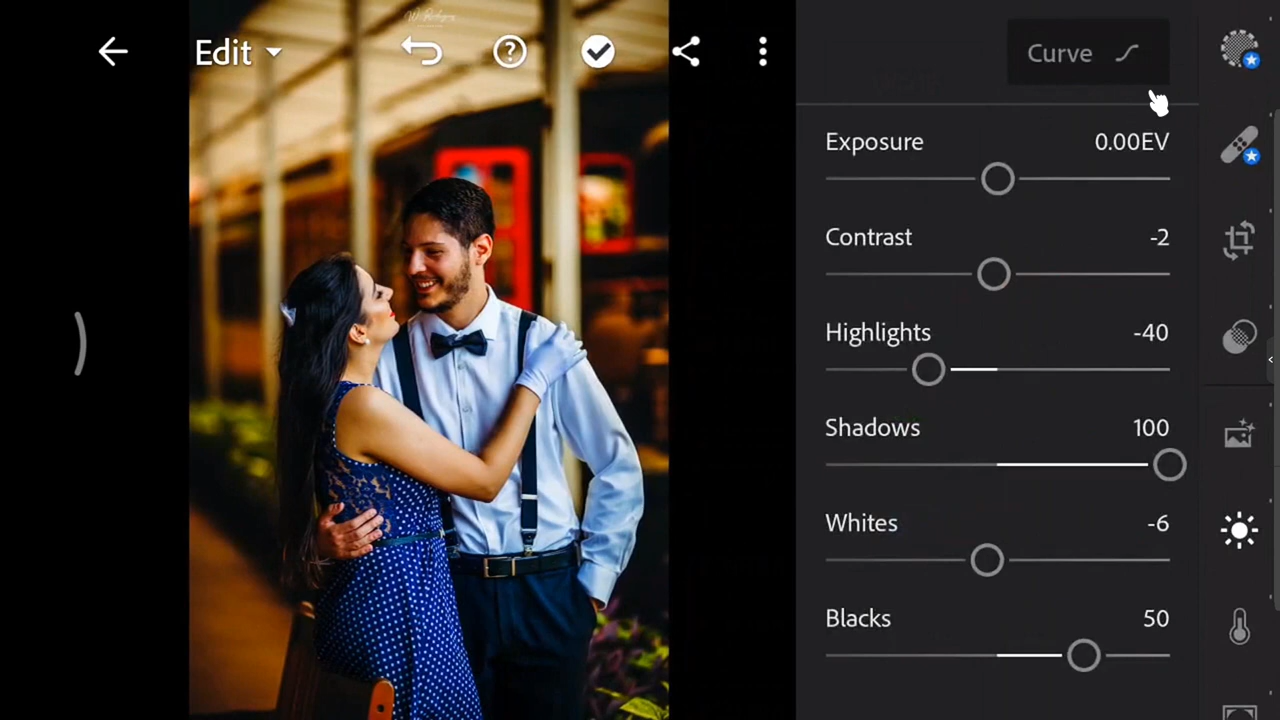 Edit
Curve
Exposure 0.00EV
Contrast -2
Highlights -40
Shadows 100
Whites -6
Blacks 50